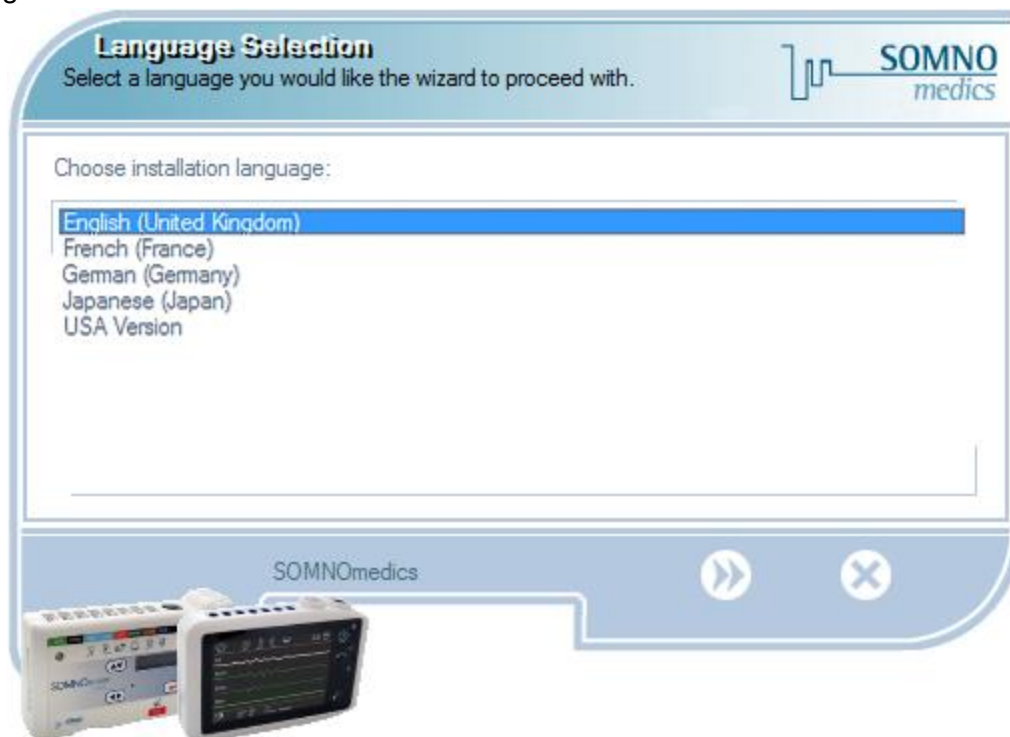 g
Language Selection
Select a language you would like the wizard to proceed with.
SOMNO
medics
Choose installation language:
English (United Kingdom)
French (France)
German (Germany)
Japanese (Japan)
USA Version
SOMNOmedics
SOMNO